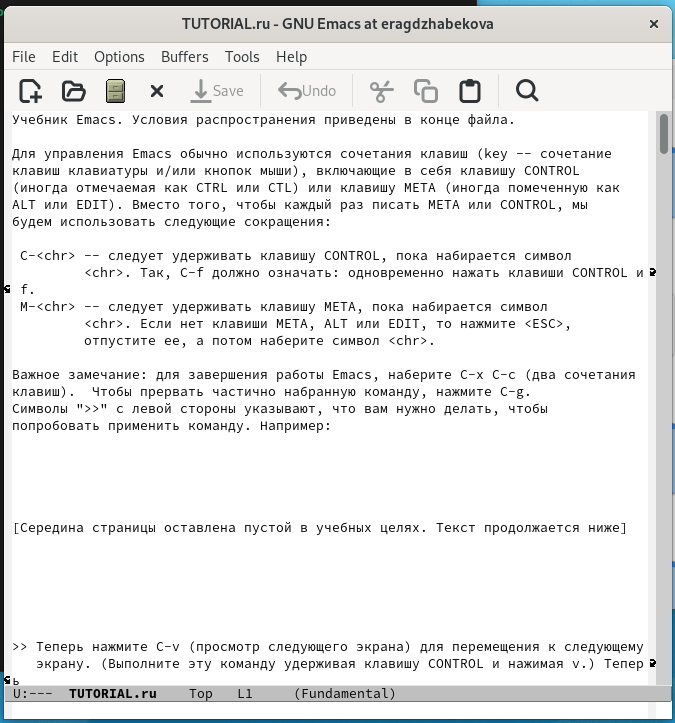 TUTORIAL.ru - GNU Emacs at eragdzhabekova
File Edit Options Buffers Tools Help
Save Undo
Учебник Emacs. Условия распространения приведены в конце файла.
Для управления Emacs обычно используются сочетания клавиш (key -- сочетание
клавиш клавиатуры и/или кнопок мыши), включающие в себя клавишу CONTROL
(иногда отмечаемая как CTRL или CTL) или клавишу META (иногда помеченную как
ALT или EDIT). Вместо того, чтобы каждый раз писать META или CONTROL, мы
будем использовать следующие сокращения:
C-<chr> -- следует удерживать клавишу CONTROL, пока набирается символ
<chr>. Так, C-f должно означать: одновременно нажать клавиши CONTROL и
f.
M-<chr> -- следует удерживать клавишу META, пока набирается символ
<chr>. Если нет клавиши META, ALT или EDIT, то нажмите <ESC>,
отпустите ее, а потом наберите символ <chr>.
Важное замечание: для завершения работы Emacs, наберите C-x C-c (два сочетания
клавиш).  Чтобы прервать частично набранную команду, нажмите C-g.
Символы ">>" с левой стороны указывают, что вам нужно делать, чтобы
попробовать применить команду. Например:
[Середина страницы оставлена пустой в учебных целях. Текст продолжается ниже]
>> Теперь нажмите C-v (просмотр следующего экрана) для перемещения к следующему
экрану. (Выполните эту команду удерживая клавишу CONTROL и нажимая v.) Тепер
ь
U:--- TUTORIAL.ru Top L1 (Fundamental)